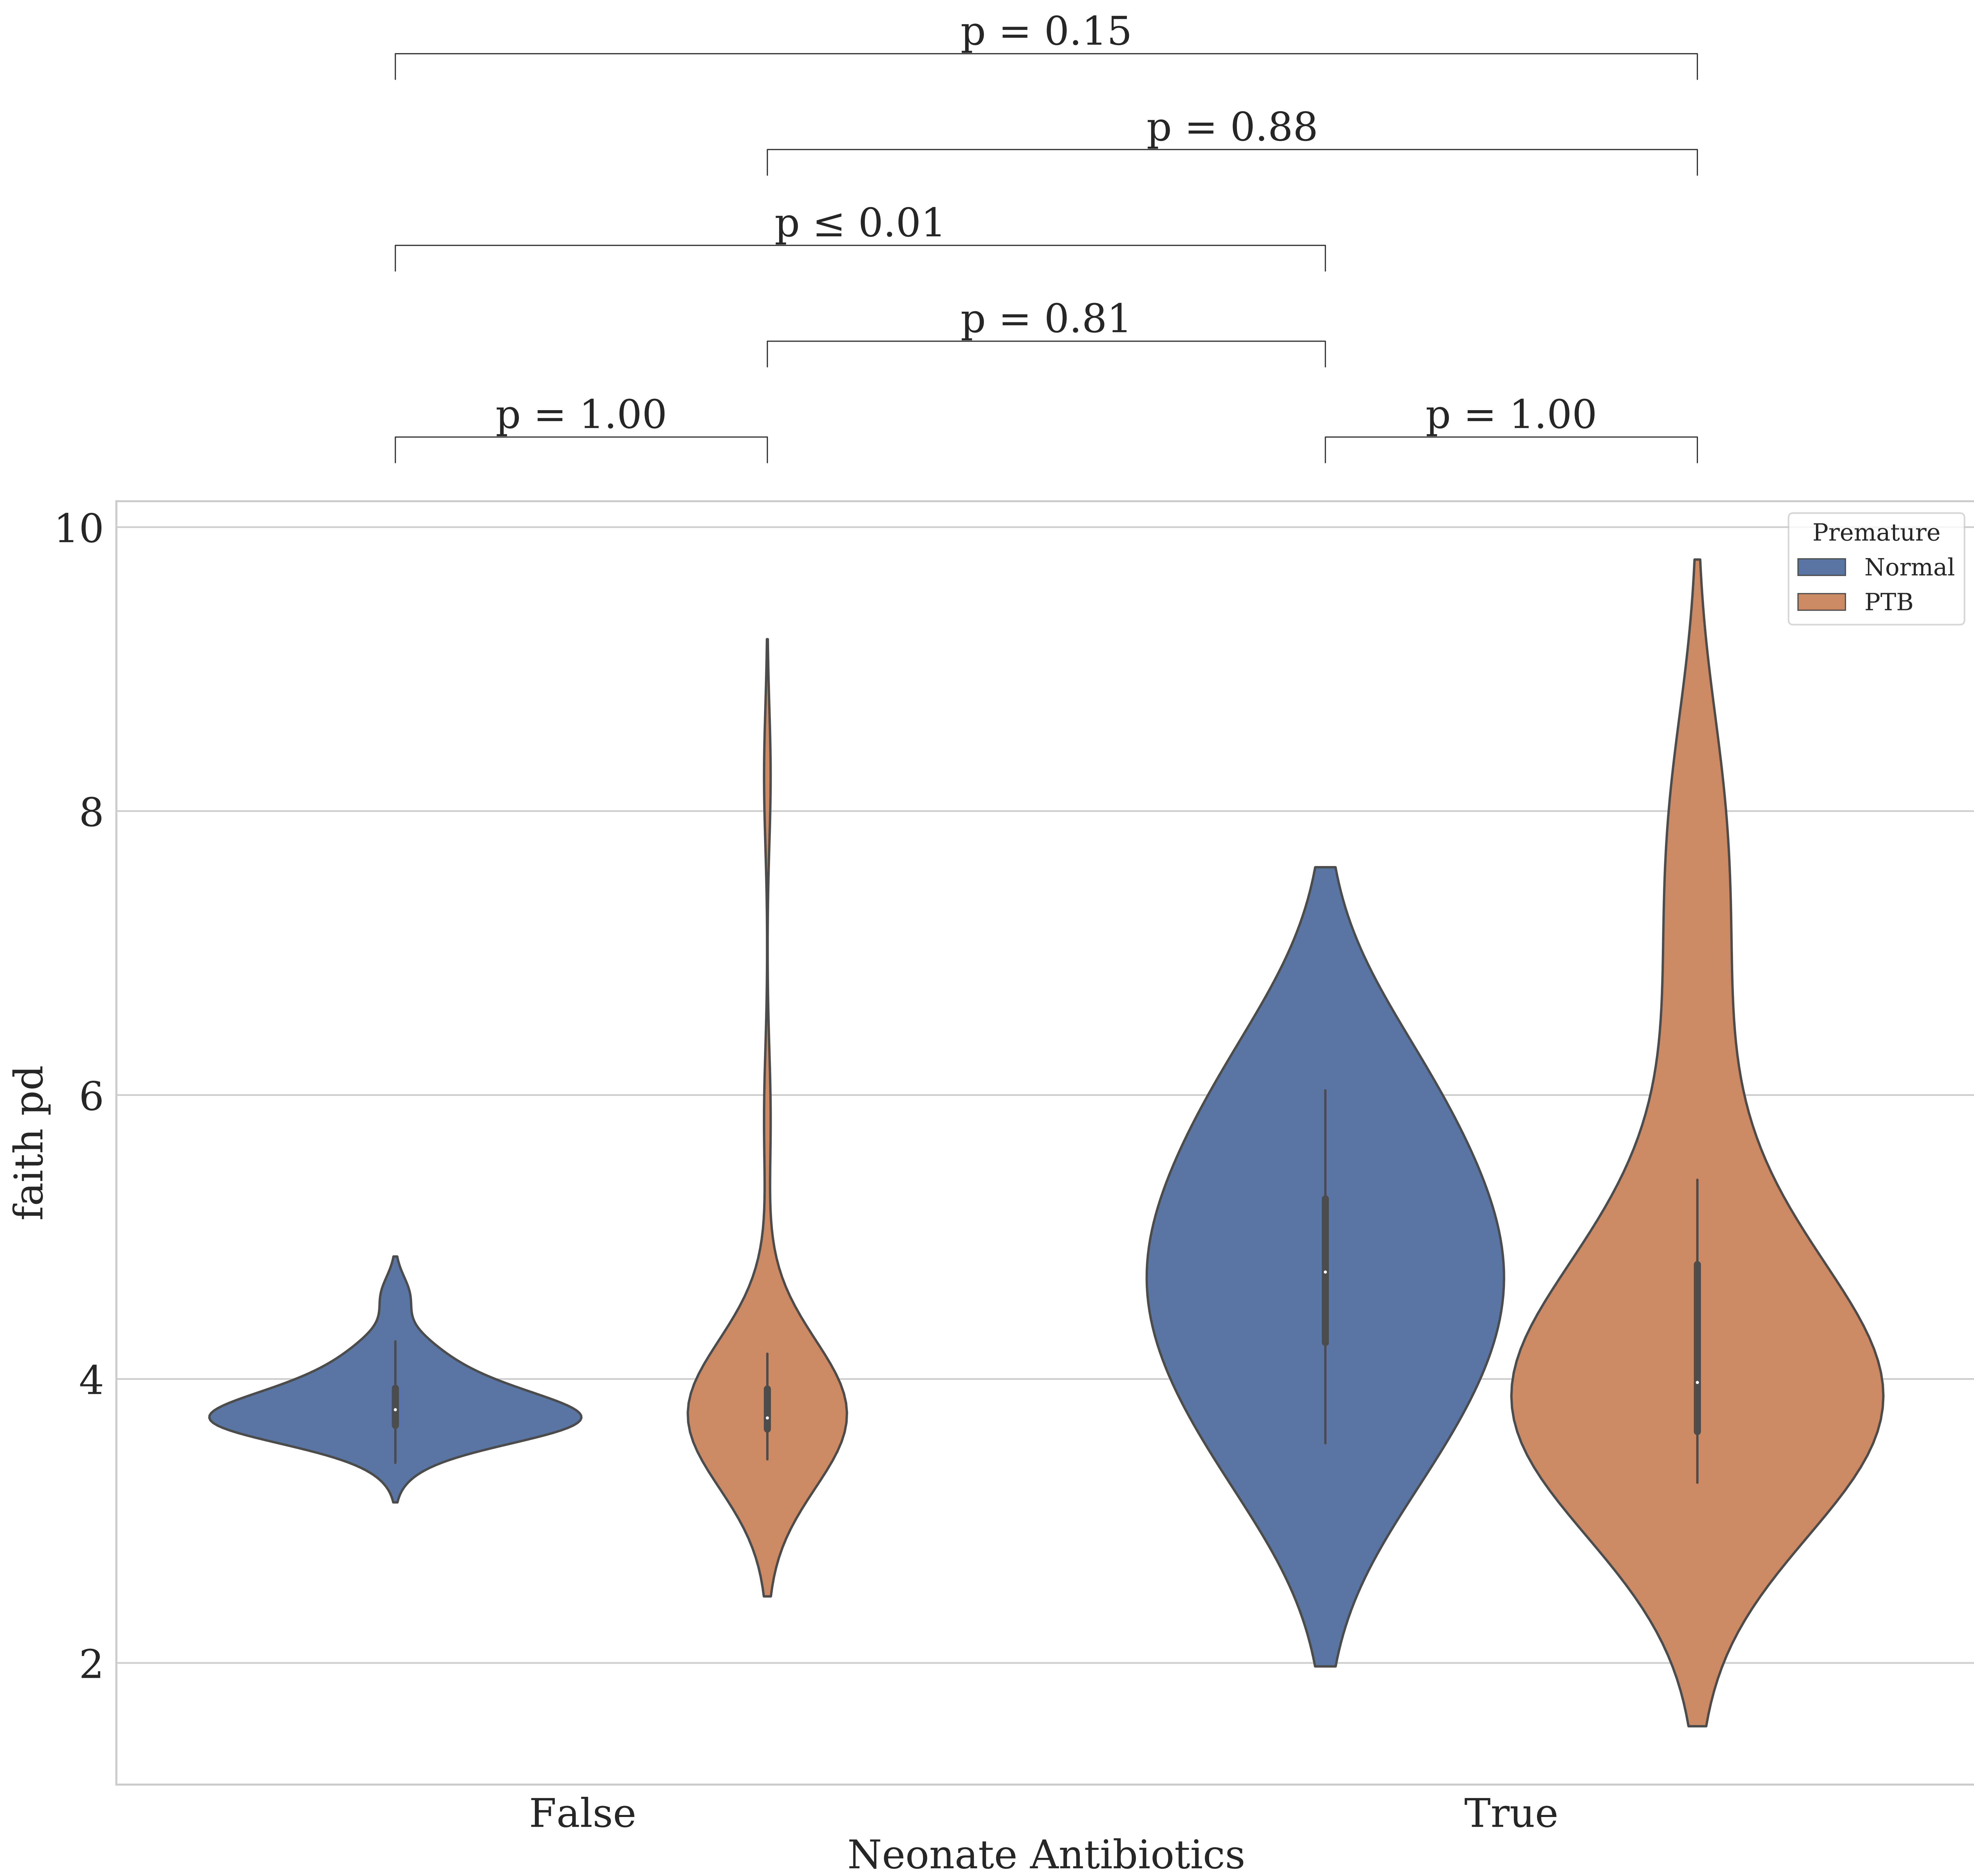 p = 0.15
p = 0.88
p ≤ 0.01
p = 0.81
p = 1.00
p = 1.00
10
8
6
4
2
faith pd
Premature
Normal
PTB
False
True
Neonate Antibiotics